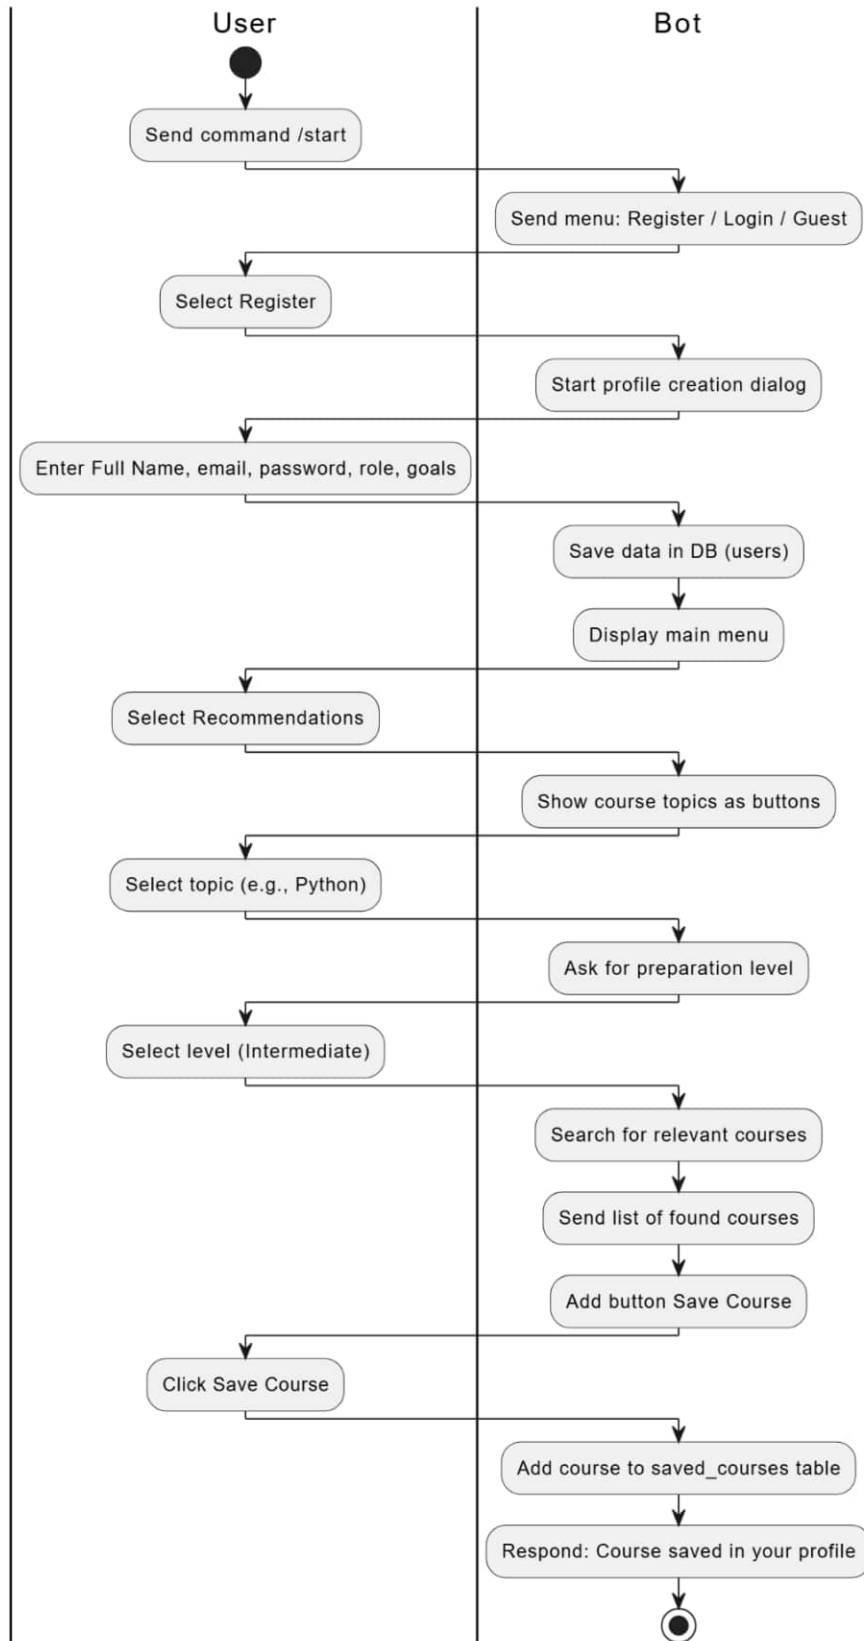 User
Bot
Send command /start
Send menu: Register / Login / Guest
Select Register
Start profile creation dialog
Enter Full Name, email, password, role, goals
Save data in DB (users)
Display main menu
Select Recommendations
Show course topics as buttons
Select topic (e.g., Python)
Ask for preparation level
Select level (Intermediate)
Search for relevant courses
Send list of found courses
Add button Save Course
Click Save Course
Add course to saved_courses table
Respond: Course saved in your profile